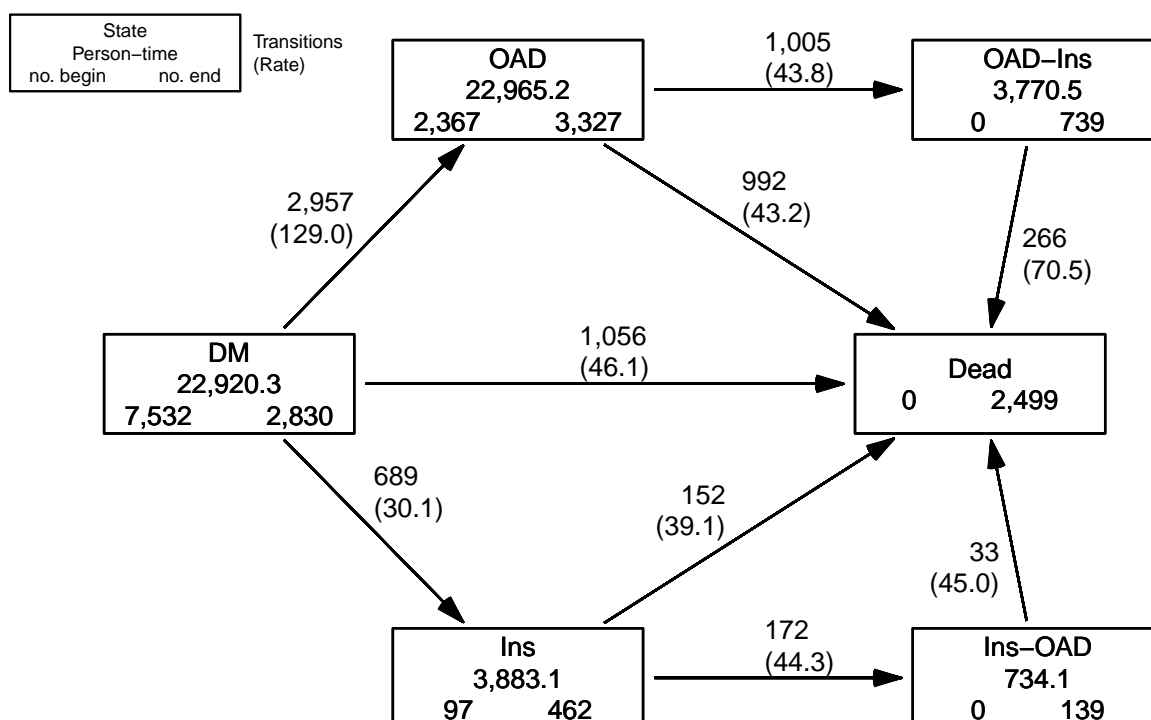 State
Person−time
no. begin no. end
Transitions
(Rate)
OAD
22,965.2
2,367 3,327
1,005
(43.8)
OAD−Ins
3,770.5
0 739
2,957
(129.0)
992
(43.2)
266
(70.5)
DM
22,920.3
7,532 2,830
1,056
(46.1)
Dead
0 2,499
689
(30.1)
152
(39.1)
33
(45.0)
Ins
3,883.1
97 462
172
(44.3)
Ins−OAD
734.1
0 139